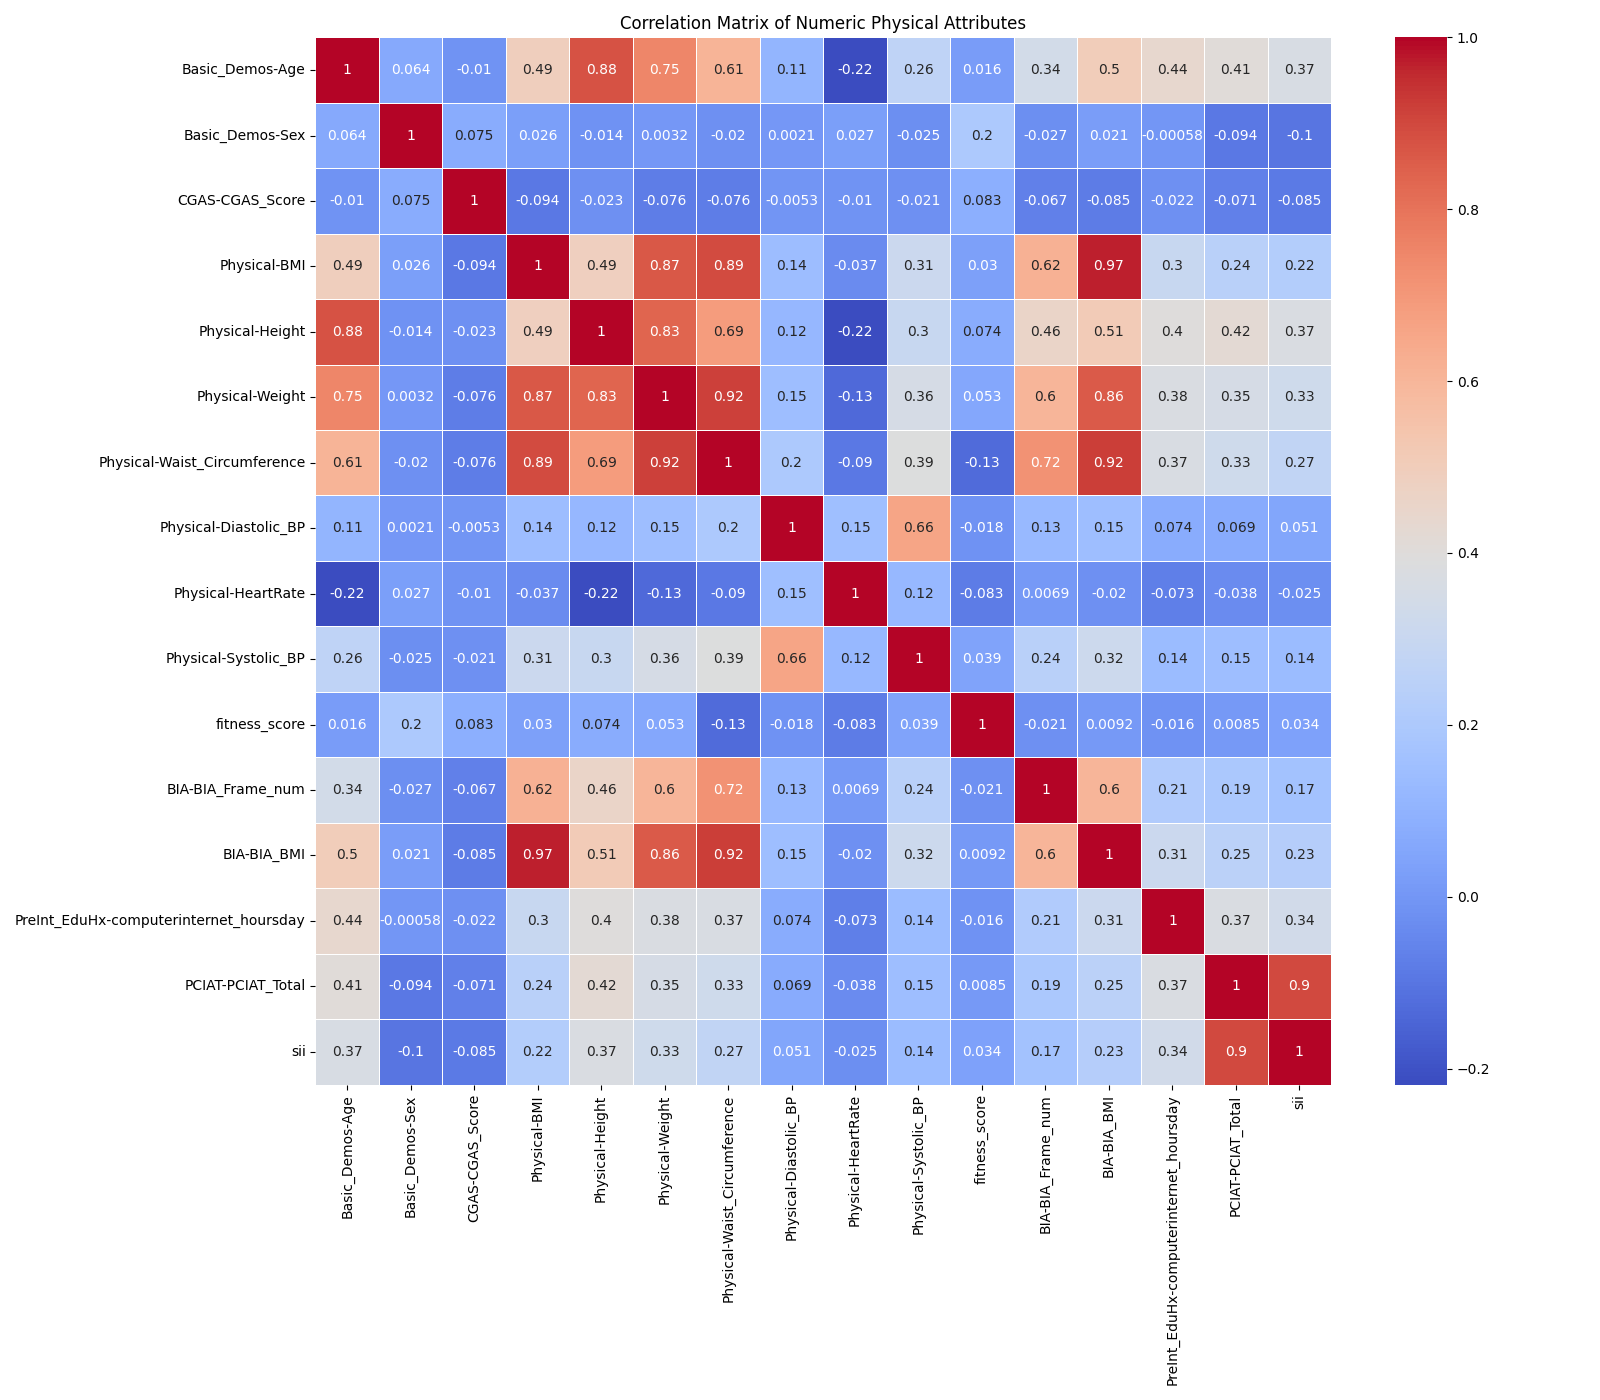 Correlation Matrix of Numeric Physical Attributes
Basic_Demos-Age 1 0.064 -0.01 0.49 0.88 0.75 0.61 0.11 -0.22 0.26 0.016 0.34 0.5 0.44 0.41 0.37
Basic_Demos-Sex 0.064 1 0.075 0.026 -0.014 0.0032 -0.02 0.0021 0.027 -0.025 0.2 -0.027 0.021 -0.00058 -0.094 -0.1
CGAS-CGAS_Score -0.01 0.075 1 -0.094 -0.023 -0.076 -0.076 -0.0053 -0.01 -0.021 0.083 -0.067 -0.085 -0.022 -0.071 -0.085
Physical-BMI 0.49 0.026 -0.094 1 0.49 0.87 0.89 0.14 -0.037 0.31 0.03 0.62 0.97 0.3 0.24 0.22
Physical-Height 0.88 -0.014 -0.023 0.49 1 0.83 0.69 0.12 -0.22 0.3 0.074 0.46 0.51 0.4 0.42 0.37
Physical-Weight 0.75 0.0032 -0.076 0.87 0.83 1 0.92 0.15 -0.13 0.36 0.053 0.6 0.86 0.38 0.35 0.33
Physical-Waist_Circumference 0.61 -0.02 -0.076 0.89 0.69 0.92 1 0.2 -0.09 0.39 -0.13 0.72 0.92 0.37 0.33 0.27
Physical-Diastolic_BP 0.11 0.0021 -0.0053 0.14 0.12 0.15 0.2 1 0.15 0.66 -0.018 0.13 0.15 0.074 0.069 0.051
Physical-HeartRate -0.22 0.027 -0.01 -0.037 -0.22 -0.13 -0.09 0.15 1 0.12 -0.083 0.0069 -0.02 -0.073 -0.038 -0.025
Physical-Systolic_BP 0.26 -0.025 -0.021 0.31 0.3 0.36 0.39 0.66 0.12 1 0.039 0.24 0.32 0.14 0.15 0.14
fitness_score 0.016 0.2 0.083 0.03 0.074 0.053 -0.13 -0.018 -0.083 0.039 1 -0.021 0.0092 -0.016 0.0085 0.034
BIA-BIA_Frame_num 0.34 -0.027 -0.067 0.62 0.46 0.6 0.72 0.13 0.0069 0.24 -0.021 1 0.6 0.21 0.19 0.17
BIA-BIA_BMI 0.5 0.021 -0.085 0.97 0.51 0.86 0.92 0.15 -0.02 0.32 0.0092 0.6 1 0.31 0.25 0.23
PreInt_EduHx-computerinternet_hoursday 0.44 -0.00058 -0.022 0.3 0.4 0.38 0.37 0.074 -0.073 0.14 -0.016 0.21 0.31 1 0.37 0.34
PCIAT-PCIAT_Total 0.41 -0.094 -0.071 0.24 0.42 0.35 0.33 0.069 -0.038 0.15 0.0085 0.19 0.25 0.37 1 0.9
sii 0.37 -0.1 -0.085 0.22 0.37 0.33 0.27 0.051 -0.025 0.14 0.034 0.17 0.23 0.34 0.9 1
Basic_Demos-Age
Basic_Demos-Sex
CGAS-CGAS_Score
Physical-BMI
Physical-Height
Physical-Weight
Physical-Waist_Circumference
Physical-Diastolic_BP
Physical-HeartRate
Physical-Systolic_BP
fitness_score
BIA-BIA_Frame_num
BIA-BIA_BMI
PreInt_EduHx-computerinternet_hoursday
PCIAT-PCIAT_Total
sii
1.0
0.8
0.6
0.4
0.2
0.0
−0.2